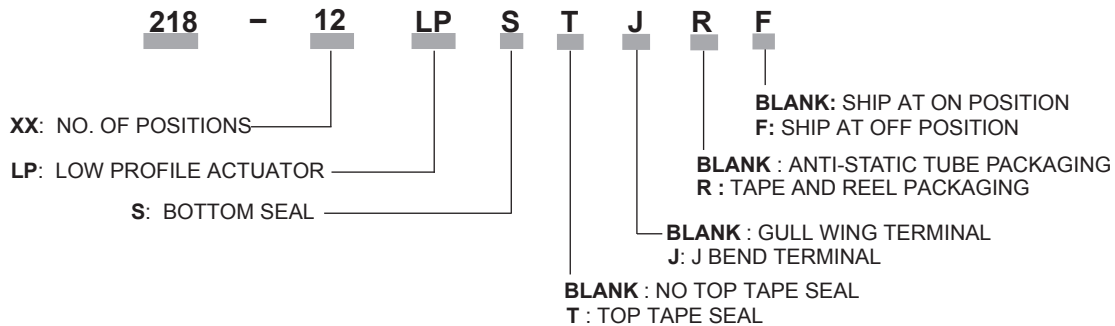 218 – 12 LP S T J R F
XX: NO. OF POSITIONS
LP: LOW PROFILE ACTUATOR
S: BOTTOM SEAL
BLANK: SHIP AT ON POSITION
F: SHIP AT OFF POSITION
BLANK : ANTI-STATIC TUBE PACKAGING
R : TAPE AND REEL PACKAGING
BLANK : GULL WING TERMINAL
J: J BEND TERMINAL
BLANK : NO TOP TAPE SEAL
T : TOP TAPE SEAL